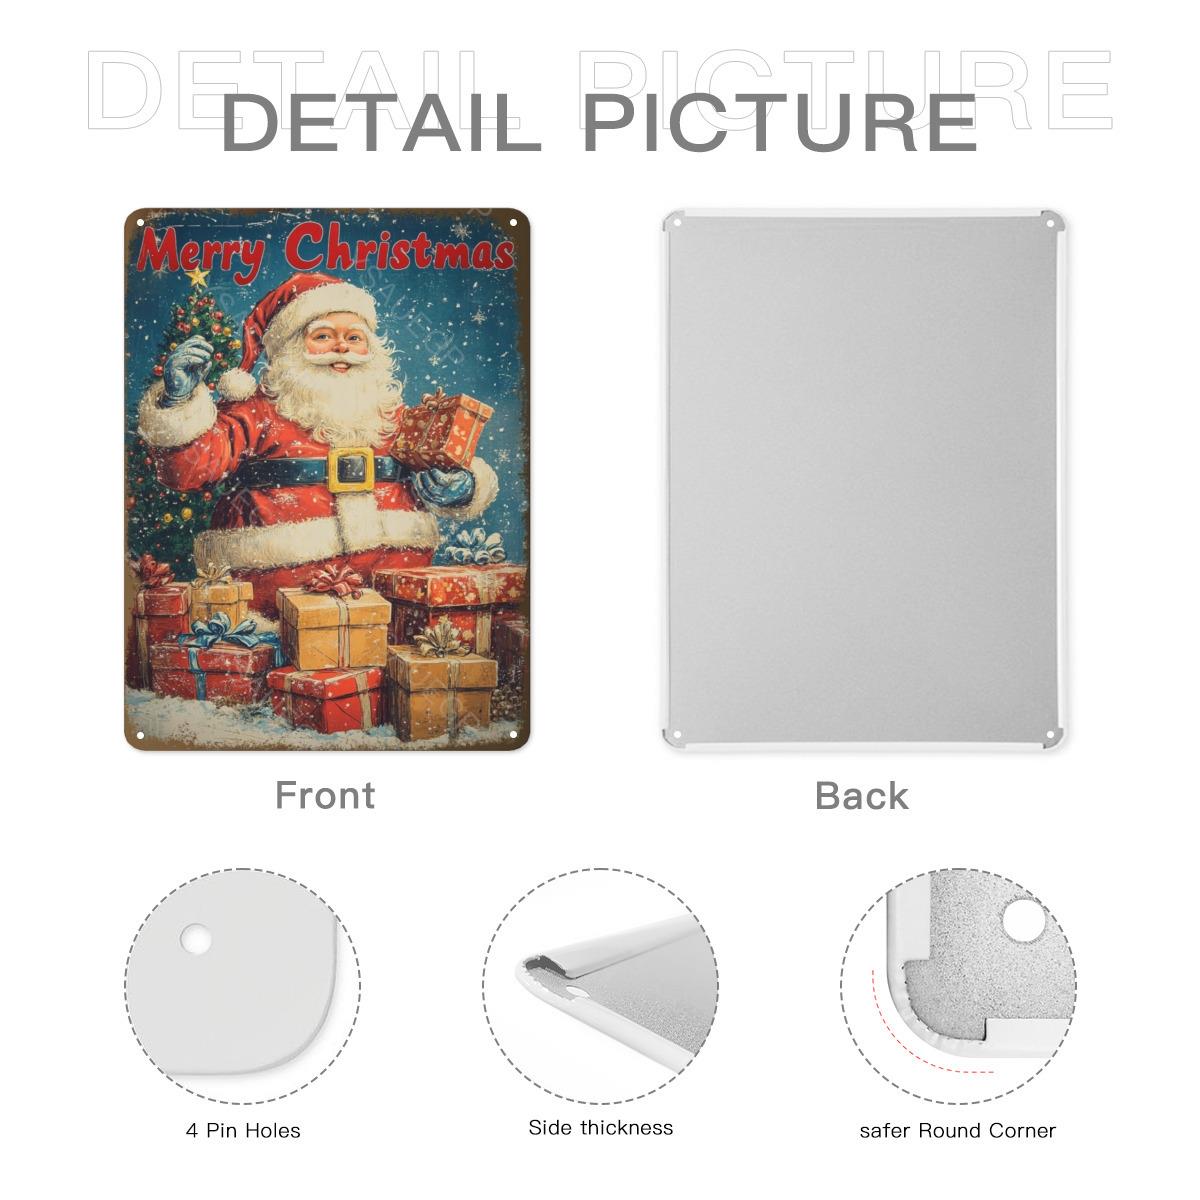 DETAIL PICTURE
DETAIL PICTURE
Merry Christmas
Front
Back
4 Pin Holes
Side thickness
safer Round Corner